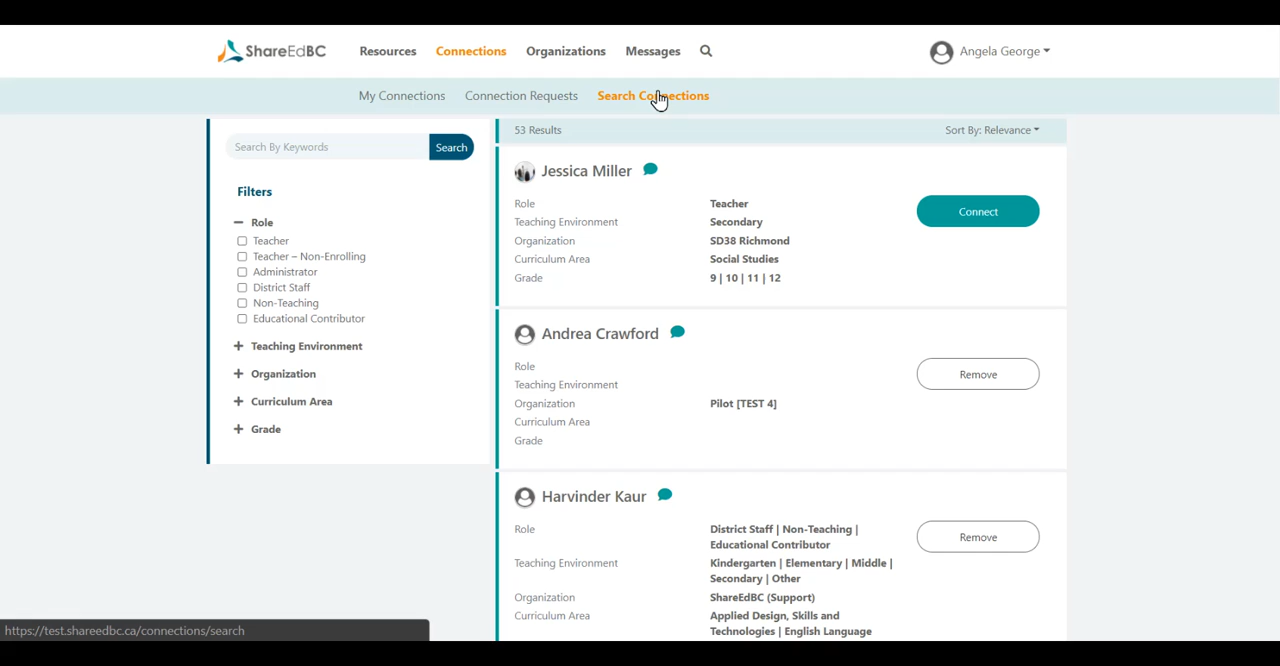 ShareEdBC Resources Connections Organizations Messages Angela George
My Connections Connection Requests Search Connections
Search By Keywords Search
Filters
Role
Teacher
Teacher – Non-Enrolling
Administrator
District Staff
Non-Teaching
Educational Contributor
Teaching Environment
Organization
Curriculum Area
Grade
53 Results Sort By: Relevance
Jessica Miller
Role Teacher
Teaching Environment Secondary
Organization SD38 Richmond
Curriculum Area Social Studies
Grade 9 | 10 | 11 | 12
Connect
Andrea Crawford
Role
Teaching Environment
Organization Pilot [TEST 4]
Curriculum Area
Grade
Remove
Harvinder Kaur
Role District Staff | Non-Teaching |
Educational Contributor
Teaching Environment Kindergarten | Elementary | Middle |
Secondary | Other
Organization ShareEdBC (Support)
Curriculum Area Applied Design, Skills and
Technologies | English Language
Remove
https://test.shareedbc.ca/connections/search